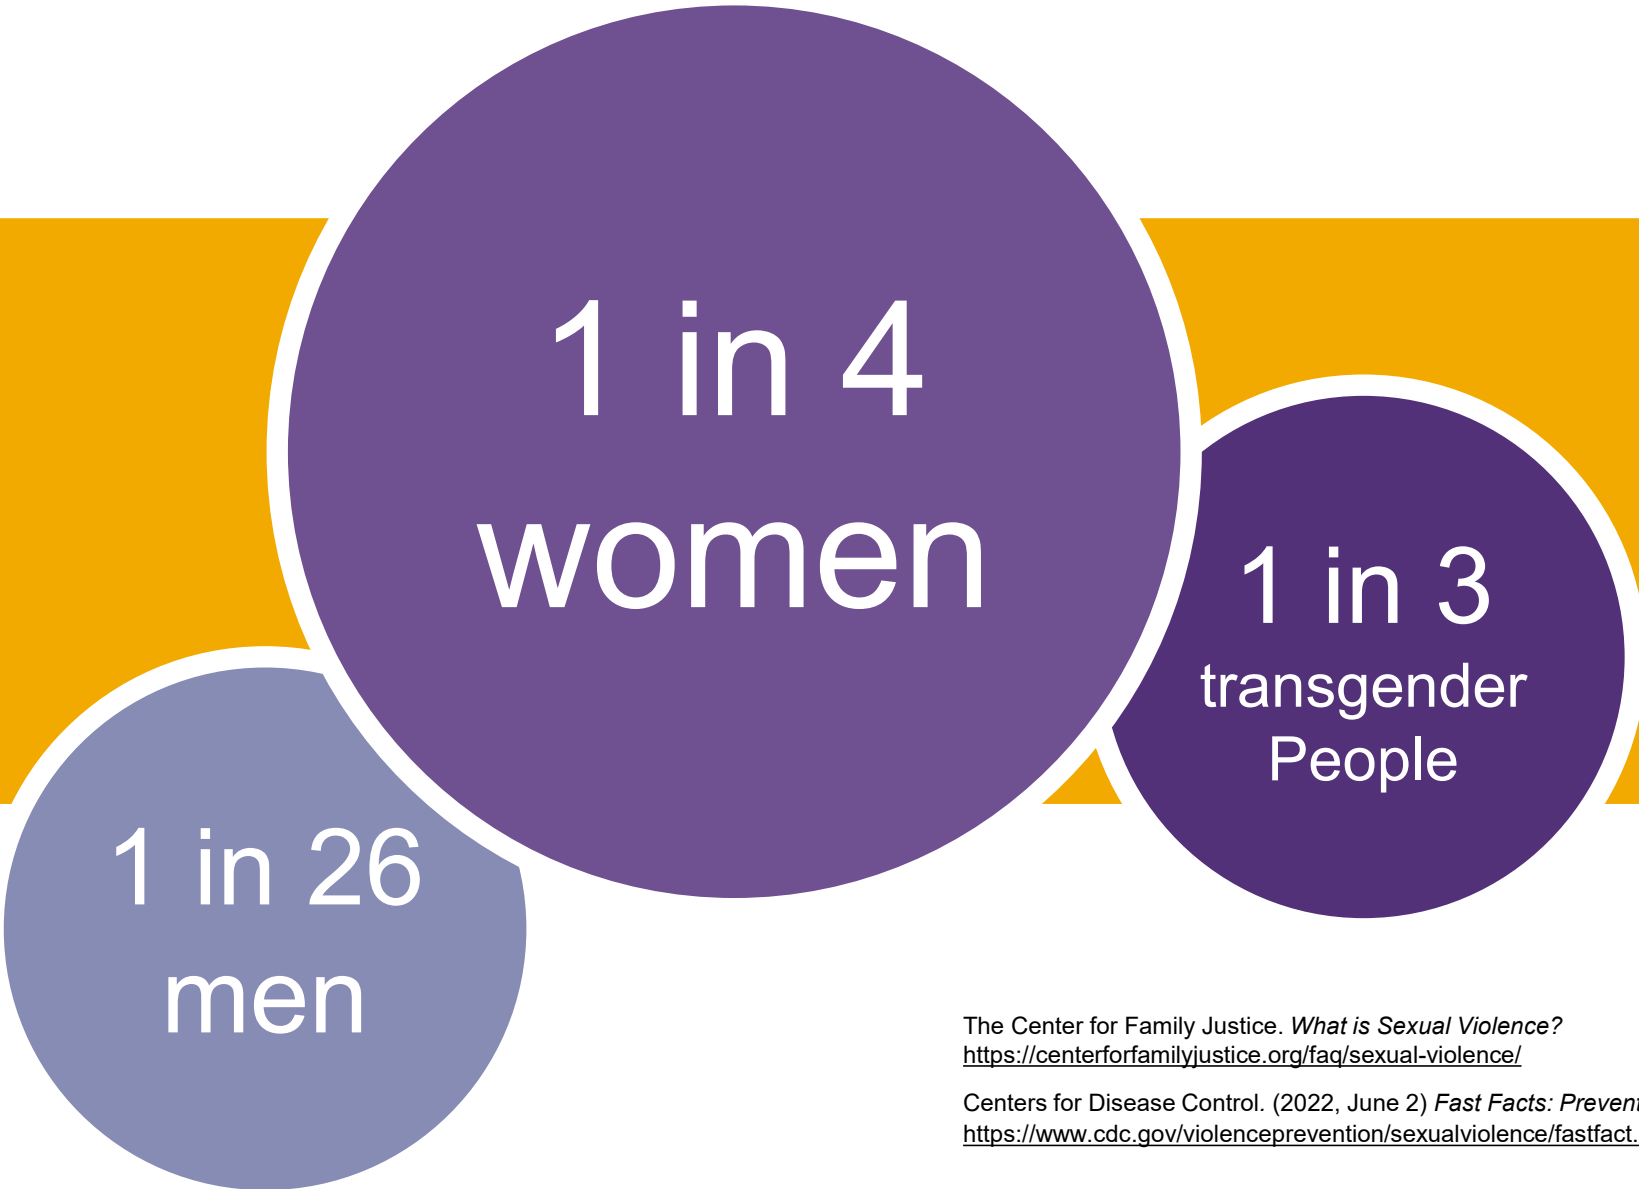 1 in 4
women
1 in 3
transgender
People
1 in 26
men
The Center for Family Justice. What is Sexual Violence?
https://centerforfamilyjustice.org/faq/sexual-violence/
Centers for Disease Control. (2022, June 2) Fast Facts: Prevent
https://www.cdc.gov/violenceprevention/sexualviolence/fastfact.